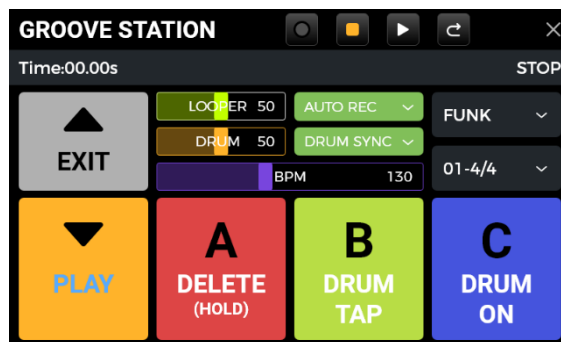 GROOVE STATION
Time:00.00s
STOP
EXIT
LOOPER 50
AUTO REC
DRUM 50
DRUM SYNC
BPM 130
FUNK
01-4/4
PLAY
A
DELETE
(HOLD)
B
DRUM
TAP
C
DRUM
ON